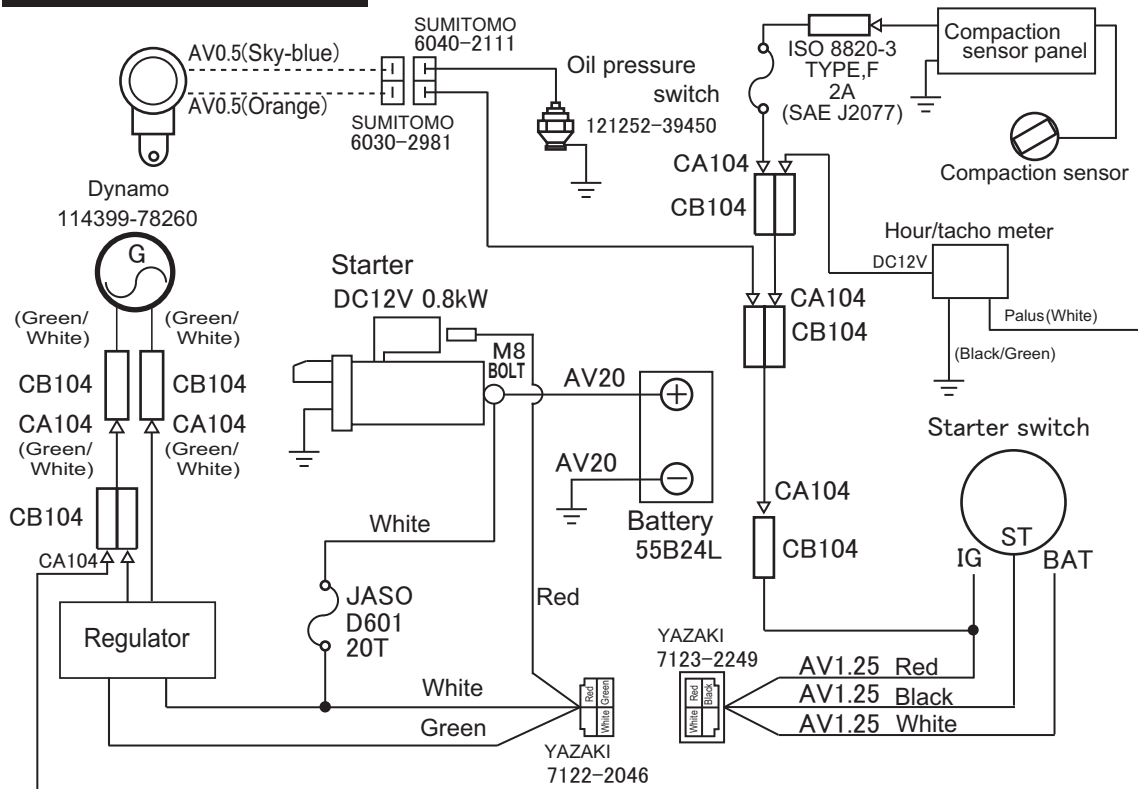 AV0.5(Sky-blue)
AV0.5(Orange)
SUMITOMO
6040-2111
SUMITOMO
6030-2981
Oil pressure
switch
121252-39450
ISO 8820-3
TYPE,F
2A
(SAE J2077)
Compaction
sensor panel
Compaction sensor
CA104
CB104
Dynamo
114399-78260
G
Hour/tacho meter
DC12V
Palus(White)
(Black/Green)
Starter
DC12V 0.8kW
M8
BOLT
CA104
CB104
(Green/
White)
(Green/
White)
CB104
CB104
CA104
CA104
(Green/
White)
(Green/
White)
AV20
AV20
Battery
55B24L
Starter switch
ST
IG
BAT
CA104
CB104
CB104
CA104
White
JASO
D601
20T
Red
Regulator
White
Green
Red
Green
White
YAZAKI
7122-2046
YAZAKI
7123-2249
Red
Black
White
AV1.25 Red
AV1.25 Black
AV1.25 White